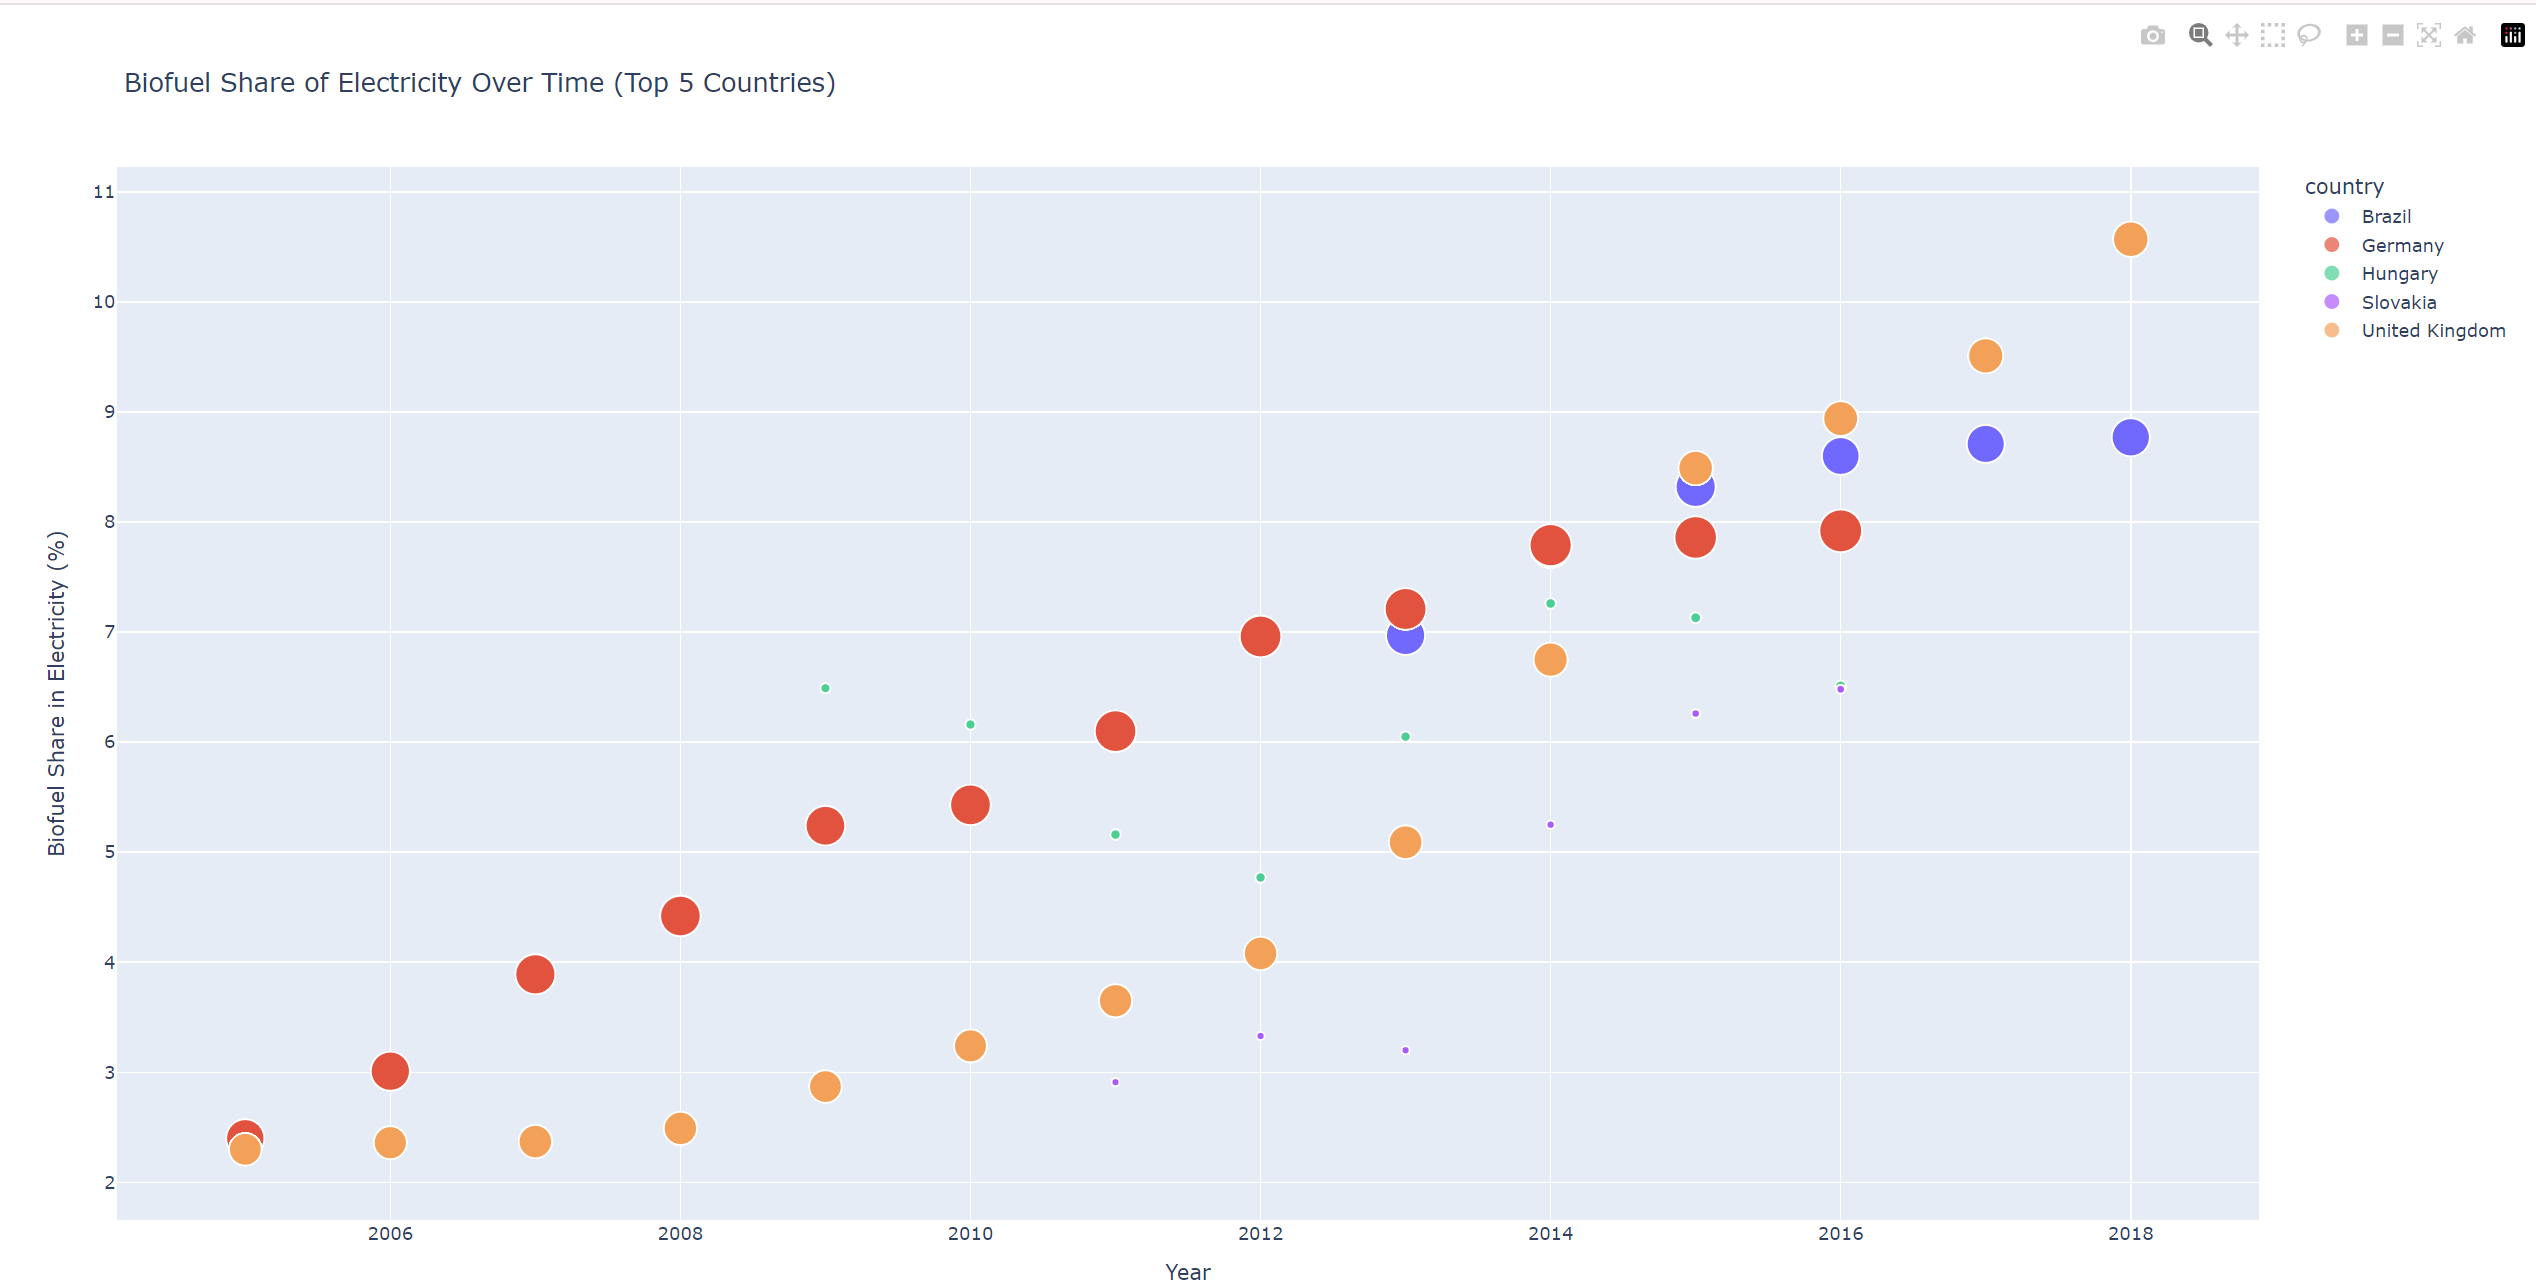 Biofuel Share of Electricity Over Time (Top 5 Countries)
11
10
9
8
7
6
5
4
3
2
Biofuel Share in Electricity (%)
2006 2008 2010 2012 2014 2016 2018
Year
country
Brazil
Germany
Hungary
Slovakia
United Kingdom